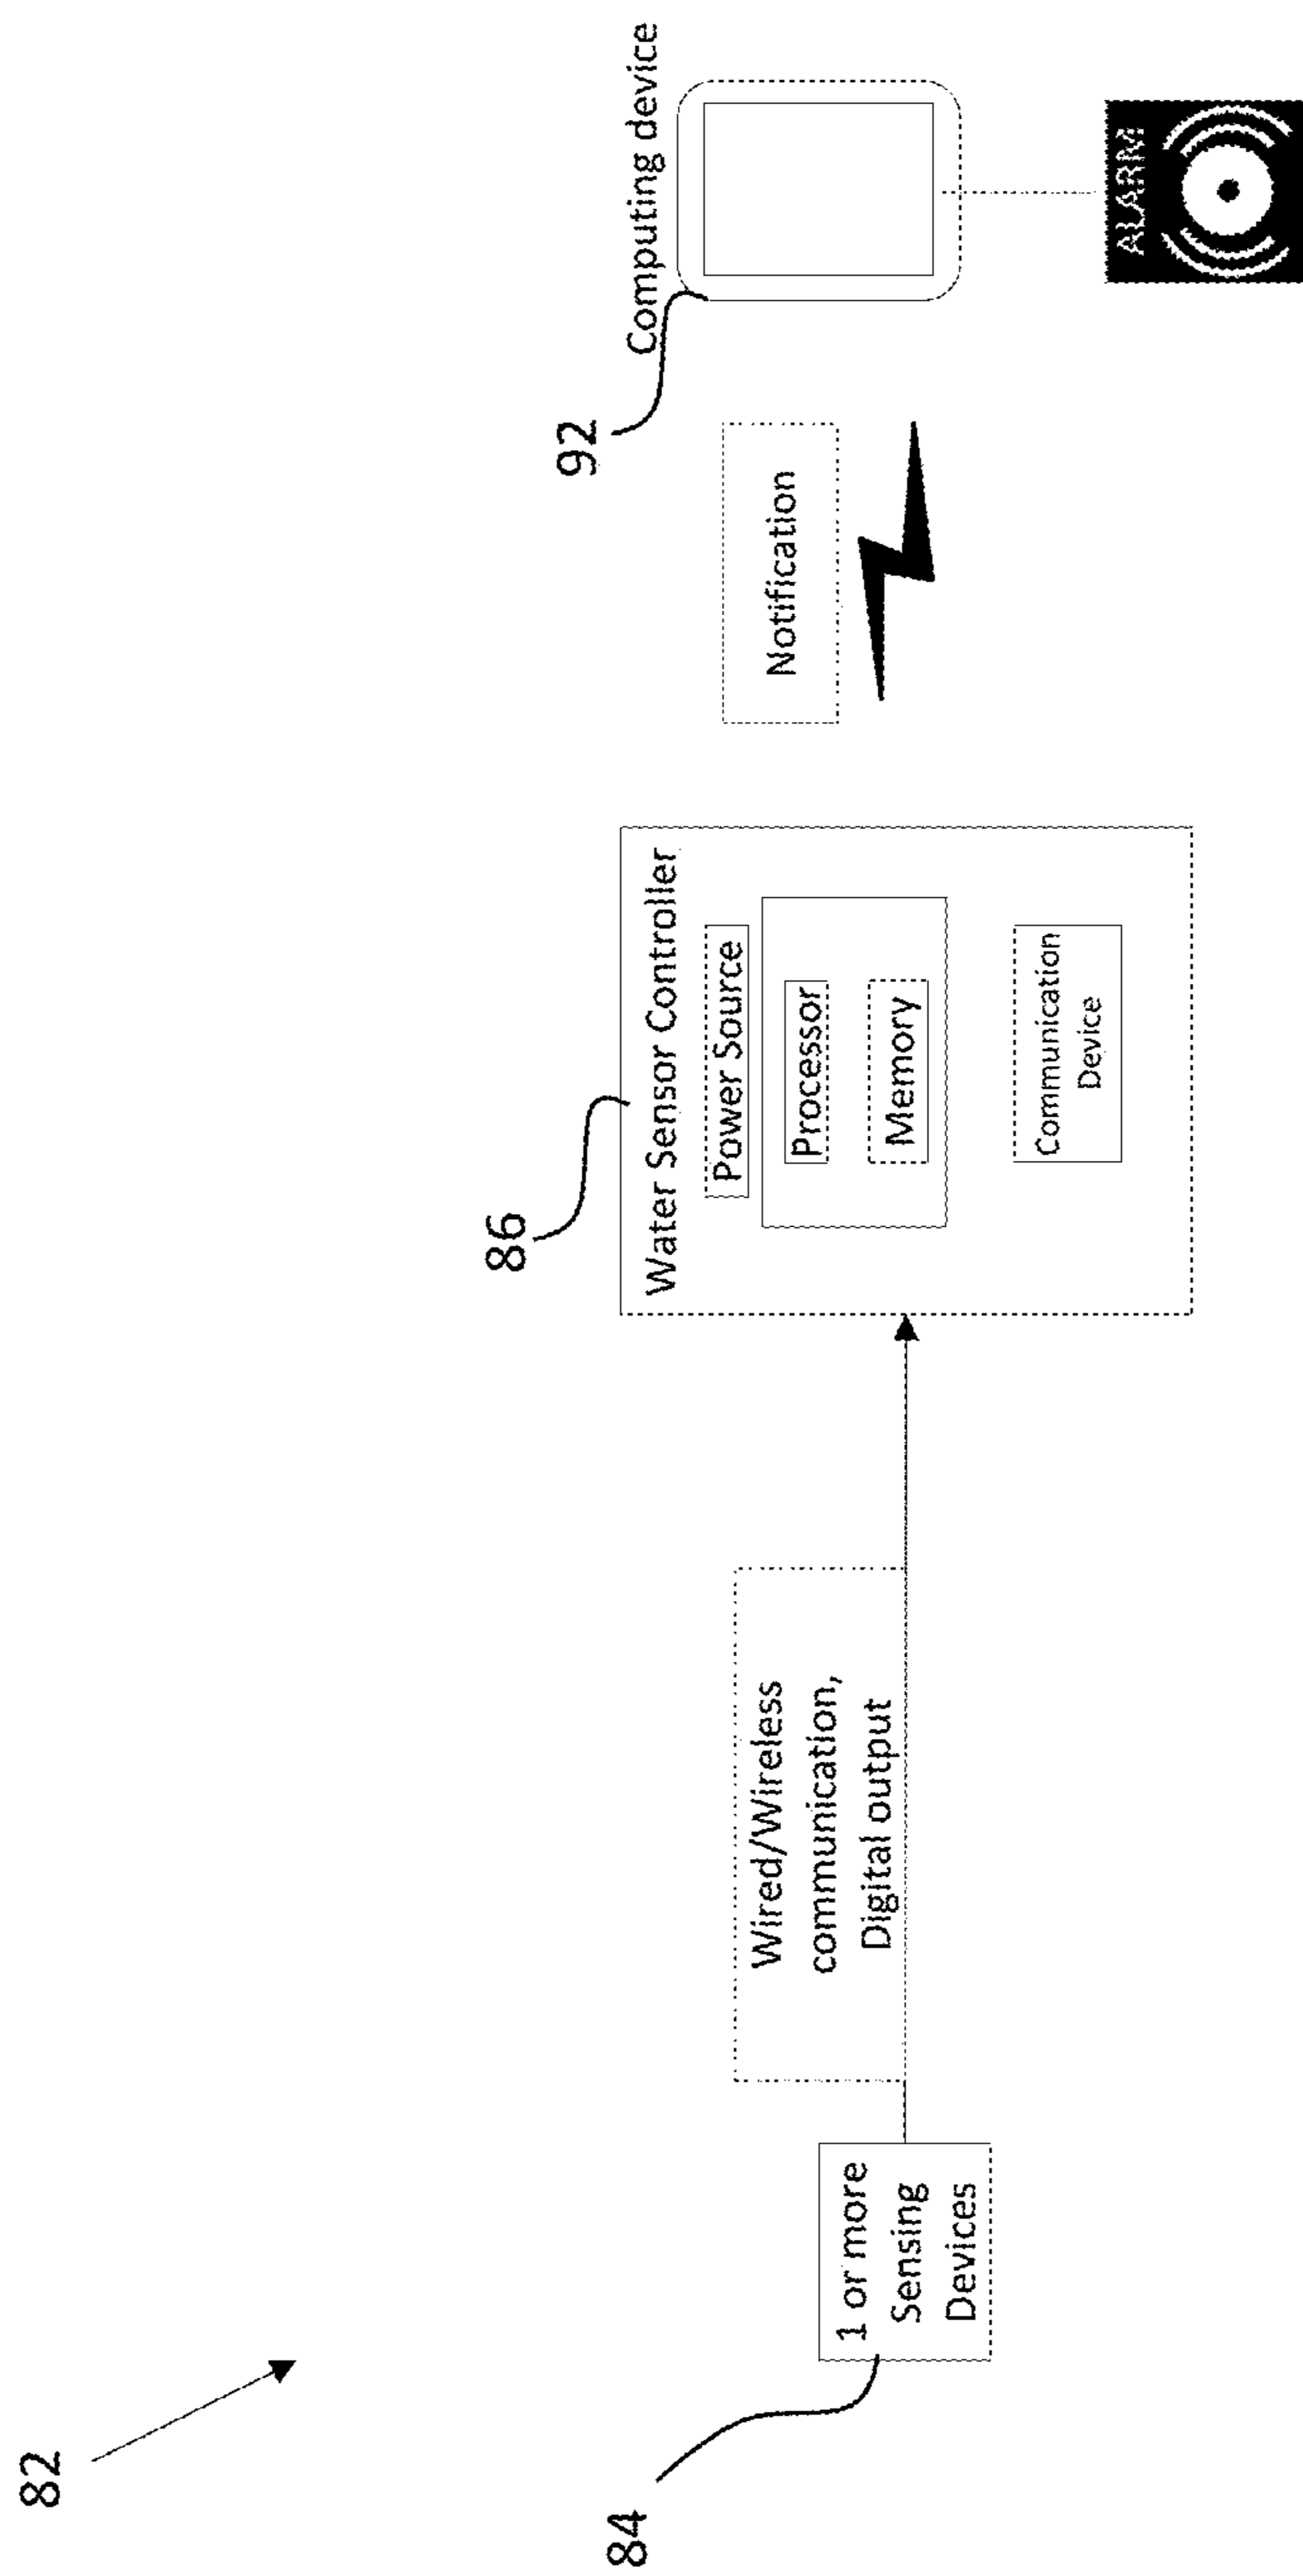 82
84
1 or more
Sensing
Devices
Wired/Wireless
communication,
Digital output
86
Water Sensor Controller
Power Source
Processor
Memory
Communication
Device
Notification
92
Computing device
ALARM